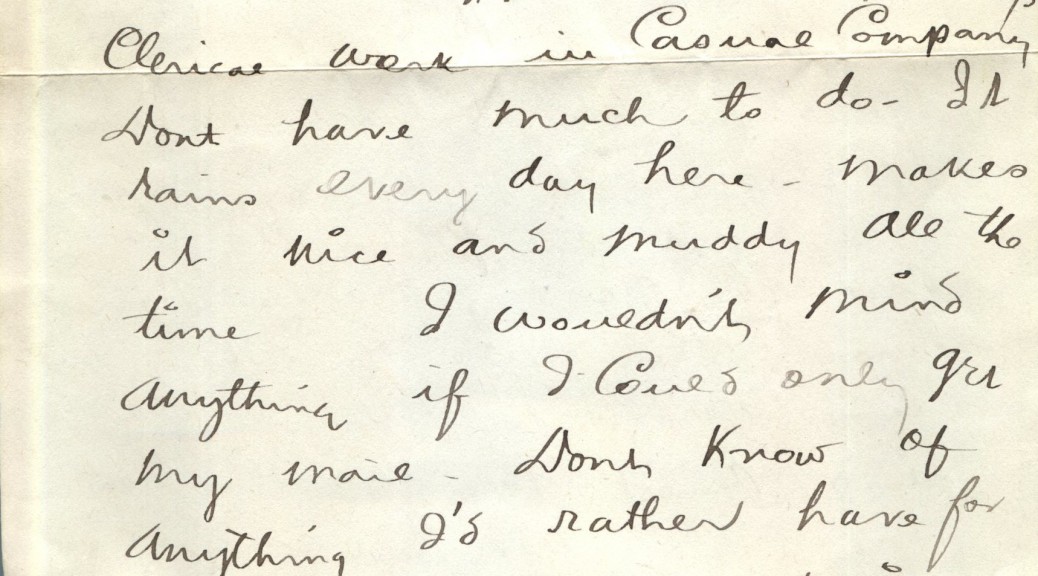 Clerical work in Casual Company
Dont have much to do - It
rains every day here - makes
it nice and muddy all the
time I wouldn't mind
anything if I could only get
my mail - Dont know of
anything I'd rather have for